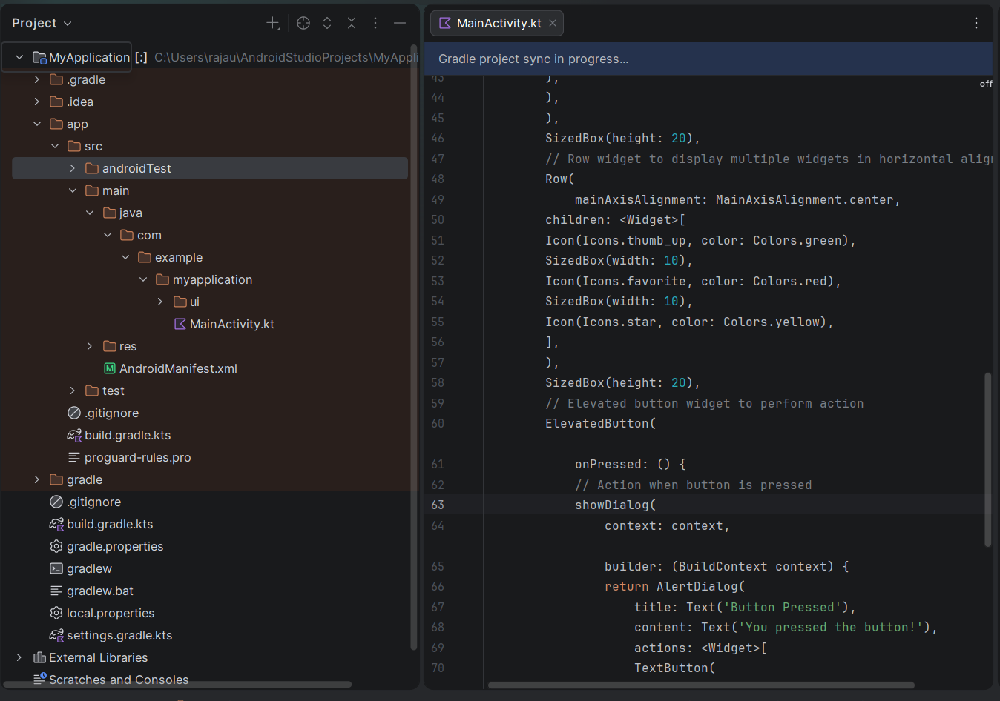 Project
MyApplication [:] C:\Users\rajau\AndroidStudioProjects\MyAppli
.gradle
.idea
app
src
androidTest
main
java
com
example
myapplication
ui
MainActivity.kt
res
AndroidManifest.xml
test
.gitignore
build.gradle.kts
proguard-rules.pro
gradle
.gitignore
build.gradle.kts
gradle.properties
gradlew
gradlew.bat
local.properties
settings.gradle.kts
External Libraries
Scratches and Consoles
MainActivity.kt
Gradle project sync in progress...
off
43 ),
44 ),
45 ),
46 SizedBox(height: 20),
47 // Row widget to display multiple widgets in horizontal align
48 Row(
49 mainAxisAlignment: MainAxisAlignment.center,
50 children: <Widget>[
51 Icon(Icons.thumb_up, color: Colors.green),
52 SizedBox(width: 10),
53 Icon(Icons.favorite, color: Colors.red),
54 SizedBox(width: 10),
55 Icon(Icons.star, color: Colors.yellow),
56 ],
57 ),
58 SizedBox(height: 20),
59 // Elevated button widget to perform action
60 ElevatedButton(
61 onPressed: () {
62 // Action when button is pressed
63 showDialog(
64 context: context,
65 builder: (BuildContext context) {
66 return AlertDialog(
67 title: Text('Button Pressed'),
68 content: Text('You pressed the button!'),
69 actions: <Widget>[
70 TextButton(